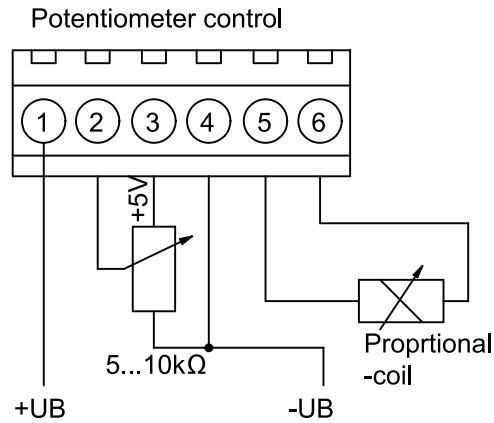 Potentiometer control
1 2 3 4 5 6
+5V
5...10kΩ
Proprtional
-coil
+UB
-UB